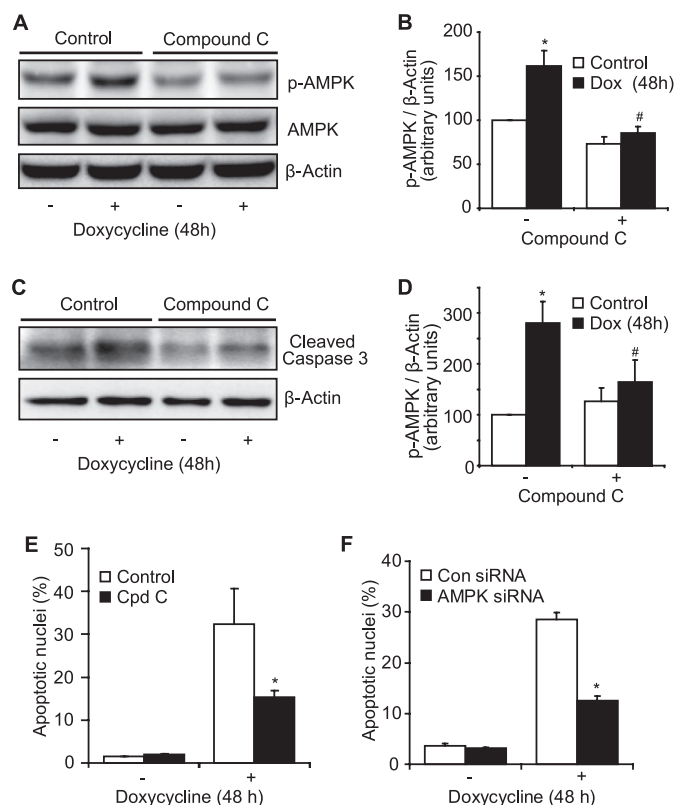 A
Control Compound C
p-AMPK
AMPK
β-Actin
- + - +
Doxycycline (48h)
B
200
150
100
50
0
p-AMPK / β-Actin
(arbitrary units)
Control
Dox (48h)
*
#
- +
Compound C
C
Control Compound C
Cleaved
Caspase 3
β-Actin
- + - +
Doxycycline (48h)
D
300
200
100
0
p-AMPK / β-Actin
(arbitrary units)
Control
Dox (48h)
*
#
- +
Compound C
E
50
40
30
20
10
0
Apoptotic nuclei (%)
Control
Cpd C
*
- +
Doxycycline (48 h)
F
40
30
20
10
0
Apoptotic nuclei (%)
Con siRNA
AMPK siRNA
*
- +
Doxycycline (48 h)